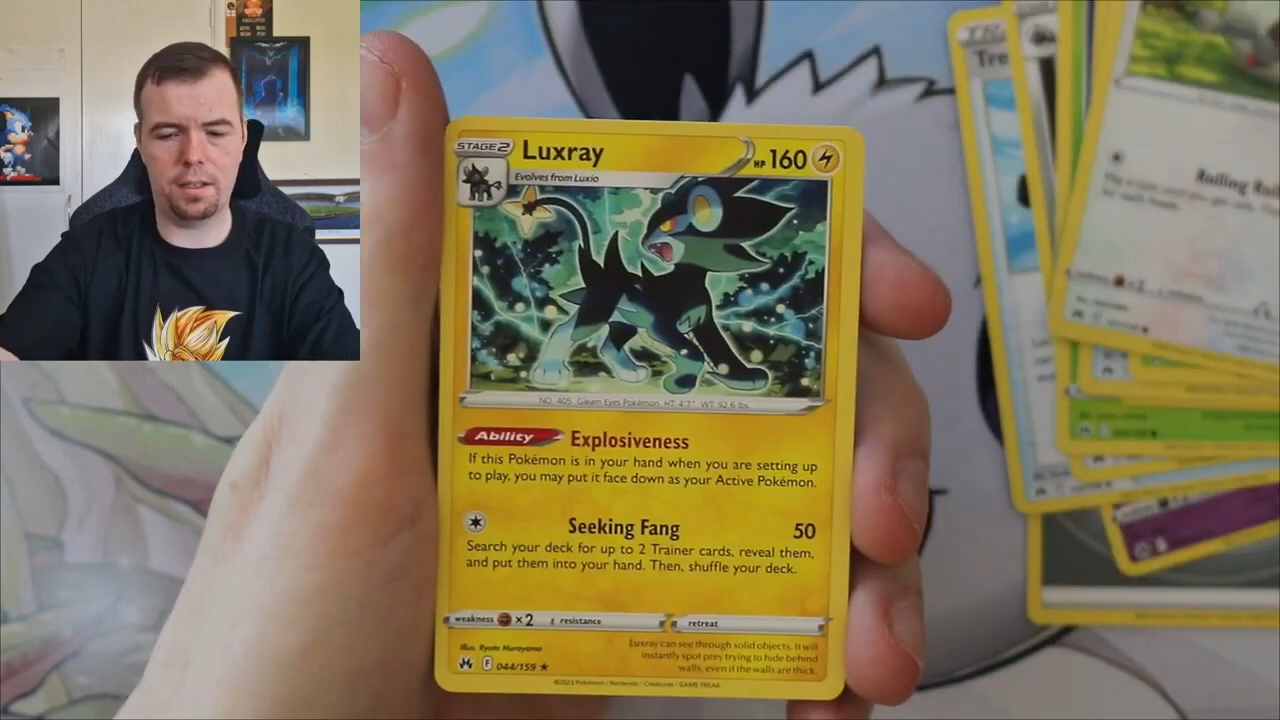 STAGE2
Luxray
HP 160
Evolves from Luxio
NO. 405 Gleam Eyes Pokémon HT: 4'7" WT: 92.6 lbs.
Ability Explosiveness
If this Pokémon is in your hand when you are setting up
to play, you may put it face down as your Active Pokémon.
Seeking Fang 50
Search your deck for up to 2 Trainer cards, reveal them,
and put them into your hand. Then, shuffle your deck.
weakness ×2 resistance retreat
Illus. Ryota Murayama
F 044/159 ★
Luxray can see through solid objects. It will
instantly spot prey trying to hide behind
walls, even if the walls are thick.
©2023 Pokémon / Nintendo / Creatures / GAME FREAK
Tre
Rolling
×2